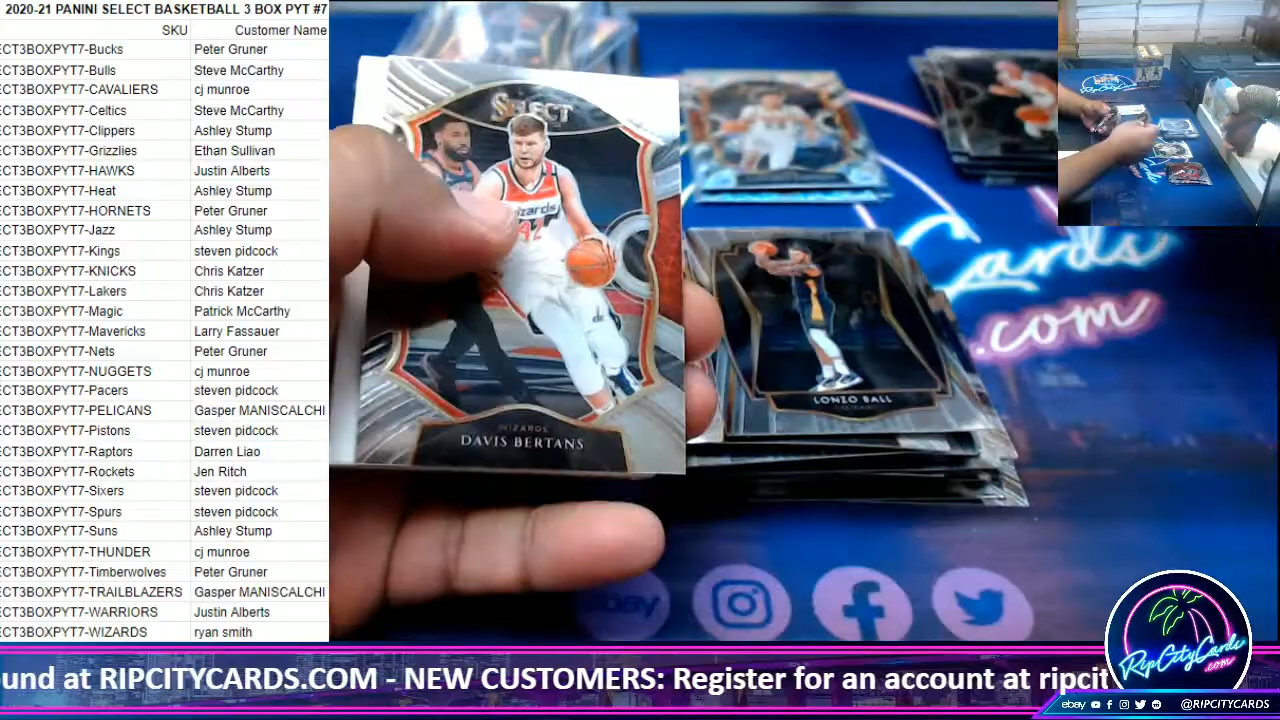 2020-21 PANINI SELECT BASKETBALL 3 BOX PYT #7
SKU Customer Name
ECT3BOXPYT7-Bucks Peter Gruner
ECT3BOXPYT7-Bulls Steve McCarthy
ECT3BOXPYT7-CAVALIERS cj munroe
ECT3BOXPYT7-Celtics Steve McCarthy
ECT3BOXPYT7-Clippers Ashley Stump
ECT3BOXPYT7-Grizzlies Ethan Sullivan
ECT3BOXPYT7-HAWKS Justin Alberts
ECT3BOXPYT7-Heat Ashley Stump
ECT3BOXPYT7-HORNETS Peter Gruner
ECT3BOXPYT7-Jazz Ashley Stump
ECT3BOXPYT7-Kings steven pidcock
ECT3BOXPYT7-KNICKS Chris Katzer
ECT3BOXPYT7-Lakers Chris Katzer
ECT3BOXPYT7-Magic Patrick McCarthy
ECT3BOXPYT7-Mavericks Larry Fassauer
ECT3BOXPYT7-Nets Peter Gruner
ECT3BOXPYT7-NUGGETS cj munroe
ECT3BOXPYT7-Pacers steven pidcock
ECT3BOXPYT7-PELICANS Gasper MANISCALCHI
ECT3BOXPYT7-Pistons steven pidcock
ECT3BOXPYT7-Raptors Darren Liao
ECT3BOXPYT7-Rockets Jen Ritch
ECT3BOXPYT7-Sixers steven pidcock
ECT3BOXPYT7-Spurs steven pidcock
ECT3BOXPYT7-Suns Ashley Stump
ECT3BOXPYT7-THUNDER cj munroe
ECT3BOXPYT7-Timberwolves Peter Gruner
ECT3BOXPYT7-TRAILBLAZERS Gasper MANISCALCHI
ECT3BOXPYT7-WARRIORS Justin Alberts
ECT3BOXPYT7-WIZARDS ryan smith
SELECT
wizards
42
WIZARDS
DAVIS BERTANS
LONZO BALL
Cards
.com
ebay
und at RIPCITYCARDS.COM - NEW CUSTOMERS: Register for an account at ripcit
RipCityCards
.com
ebay @RIPCITYCARDS